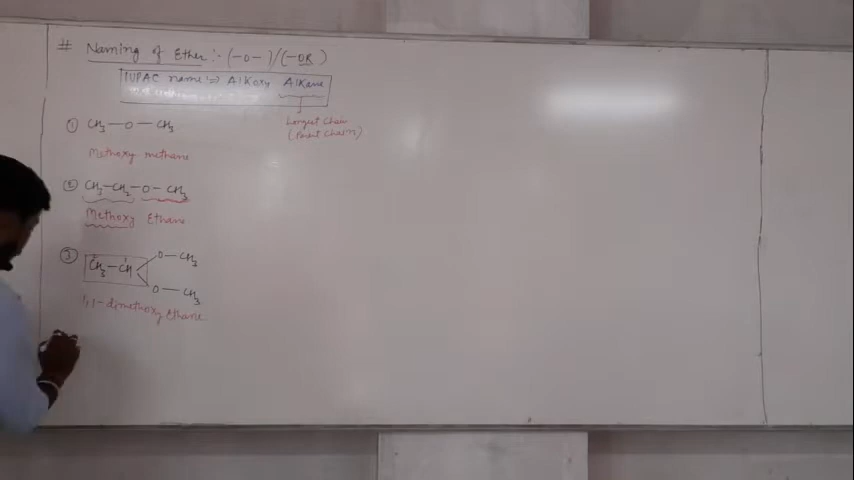 # Naming of Ether :- (-O-)/(-OR)
IUPAC name :⇒ Alkoxy Alkane
Longest Chain
(Parent Chain)
① CH₃—O—CH₃
Methoxy methane
② CH₃—CH₂—O—CH₃
Methoxy Ethane
③ CH₃—CH
O—CH₃
O—CH₃
1,1-dimethoxy Ethane